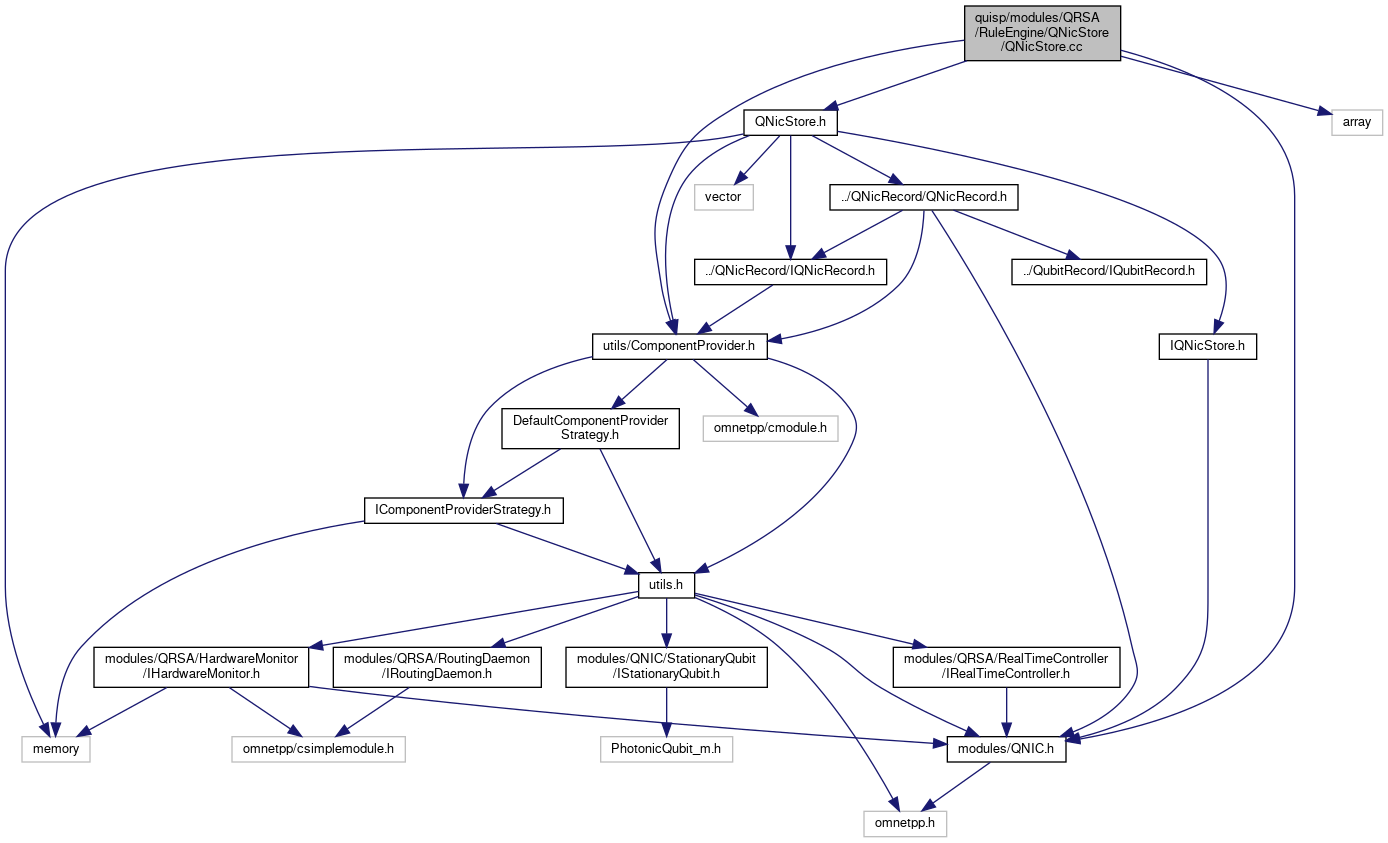 quisp/modules/QRSA
/RuleEngine/QNicStore
/QNicStore.cc
QNicStore.h
array
vector
../QNicRecord/QNicRecord.h
../QNicRecord/IQNicRecord.h
../QubitRecord/IQubitRecord.h
utils/ComponentProvider.h
IQNicStore.h
DefaultComponentProvider
Strategy.h
omnetpp/cmodule.h
IComponentProviderStrategy.h
utils.h
modules/QRSA/HardwareMonitor
/IHardwareMonitor.h
modules/QRSA/RoutingDaemon
/IRoutingDaemon.h
modules/QNIC/StationaryQubit
/IStationaryQubit.h
modules/QRSA/RealTimeController
/IRealTimeController.h
memory
omnetpp/csimplemodule.h
PhotonicQubit_m.h
modules/QNIC.h
omnetpp.h